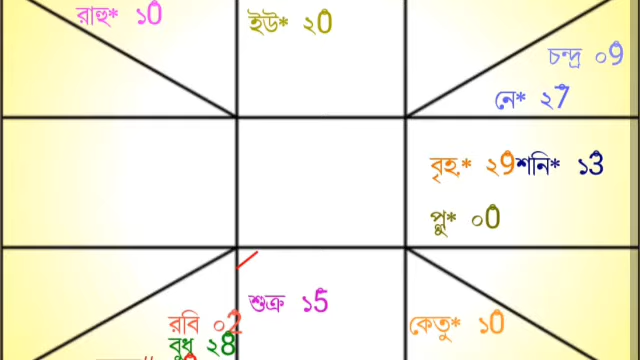 রাহু* ১0̊
ইউ* ২0̊
চন্দ্র ০9̊
নে* ২7̊
বৃহ.* ২9̊ শনি* ১3̊
প্লু* ০0̊
শুক্র ১5̊
রবি ০2̊
কেতু* ১0̊
বুধ ২8̊